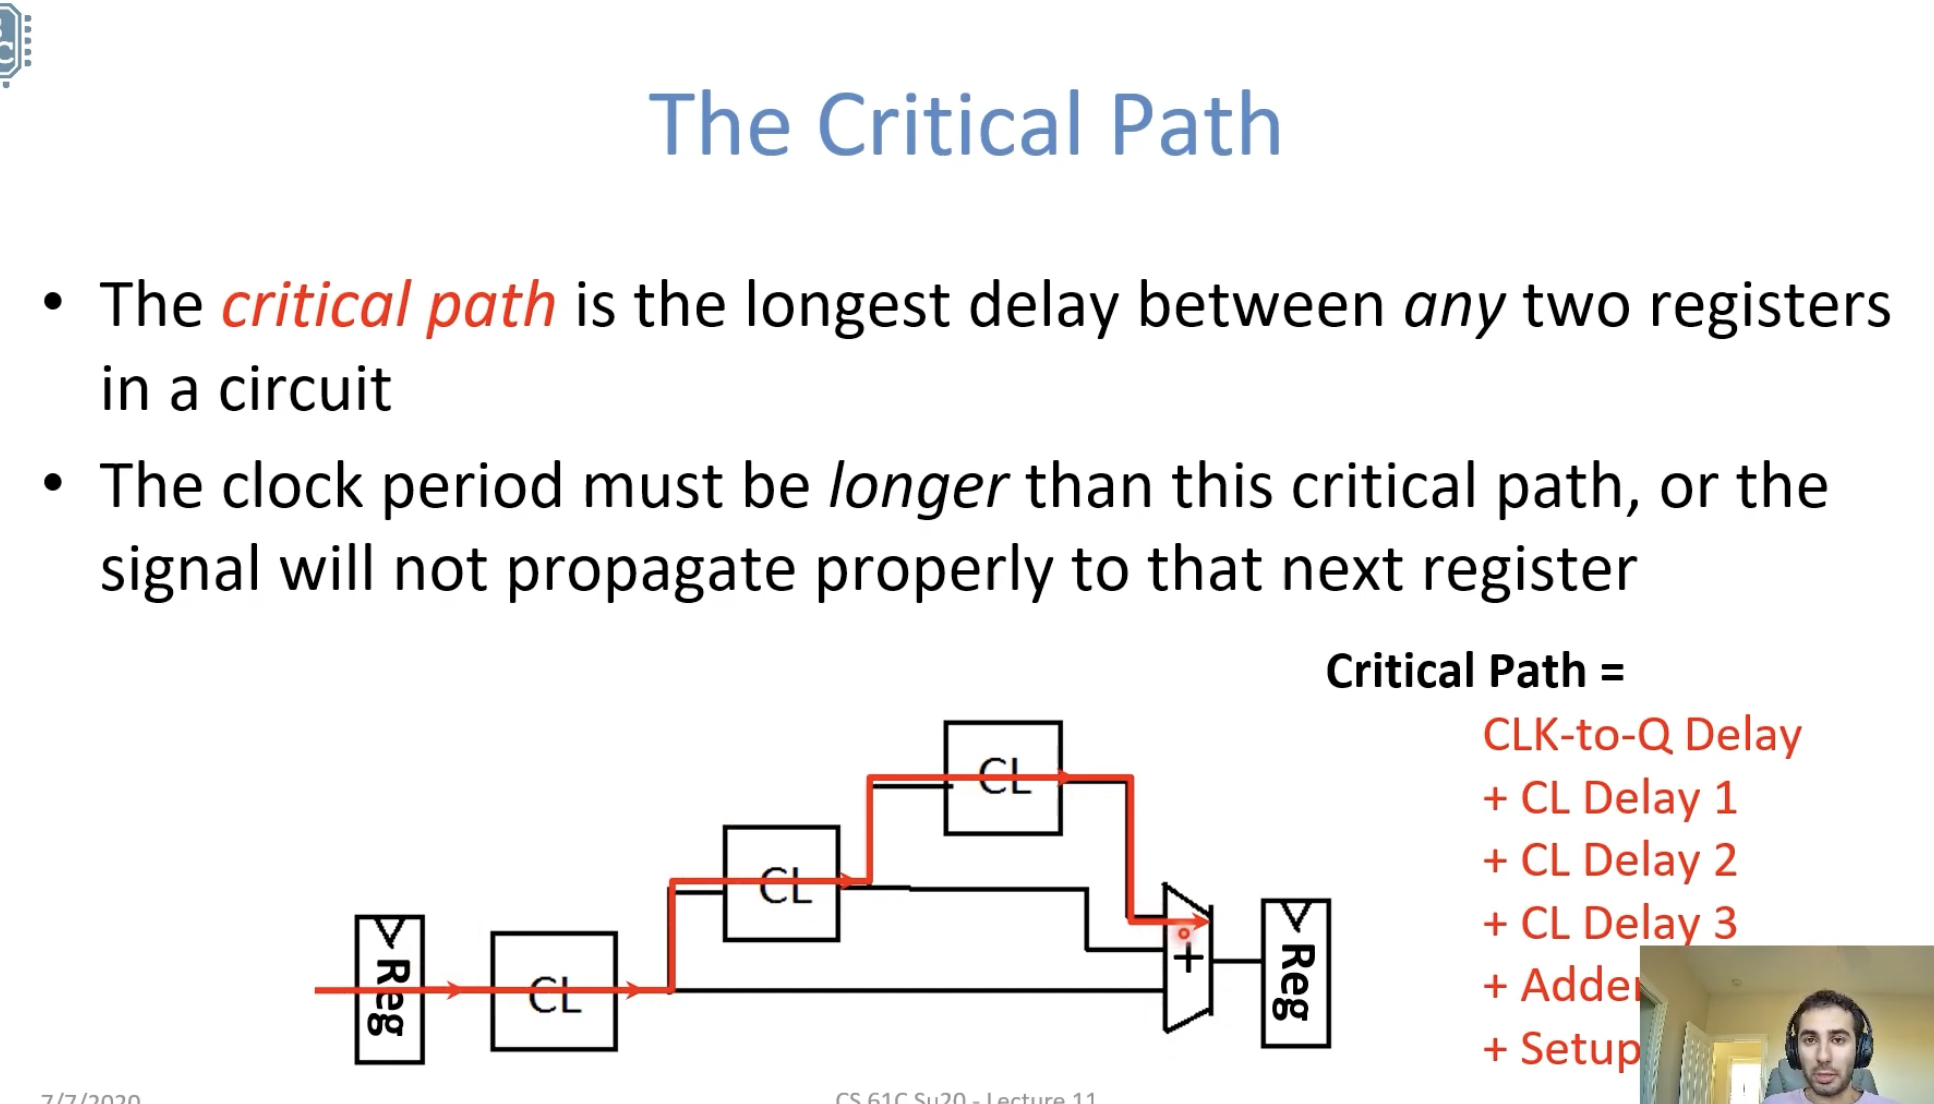 C
The Critical Path
• The critical path is the longest delay between any two registers
in a circuit
• The clock period must be longer than this critical path, or the
signal will not propagate properly to that next register
Critical Path =
CLK-to-Q Delay
+ CL Delay 1
+ CL Delay 2
+ CL Delay 3
+ Adder
+ Setup
CL
CL
Reg
CL
+
Reg
7/7/2020
CS 61C Su20 - Lecture 11